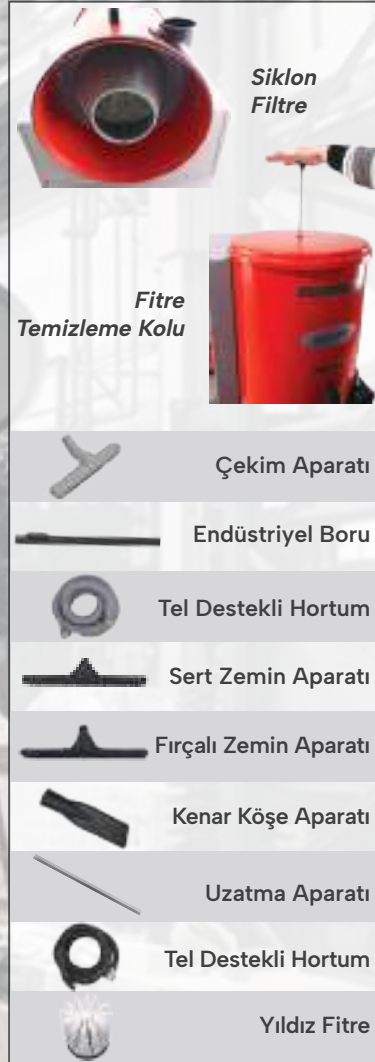 Siklon
Filtre
Fitre
Temizleme Kolu
Çekim Aparatı
Endüstriyel Boru
Tel Destekli Hortum
Sert Zemin Aparatı
Fırçalı Zemin Aparatı
Kenar Köşe Aparatı
Uzatma Aparatı
Tel Destekli Hortum
Yıldız Fitre